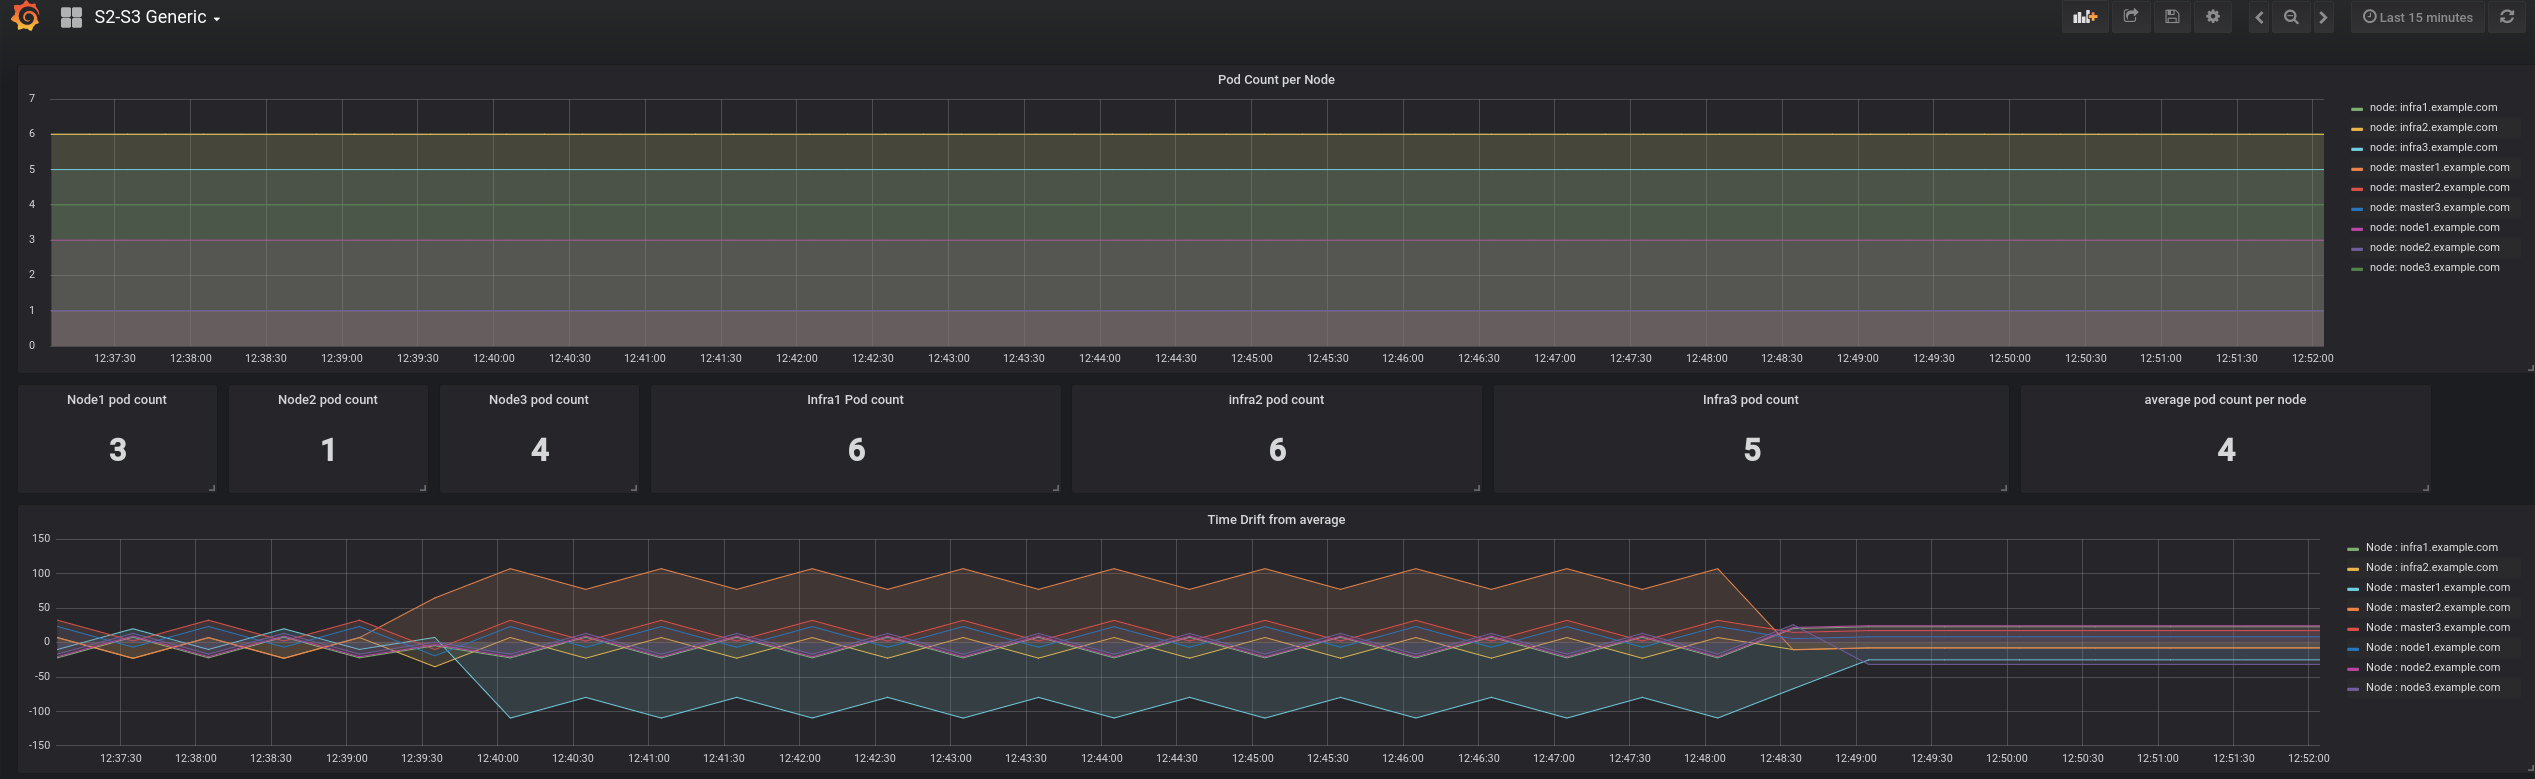 S2-S3 Generic
Last 15 minutes
Pod Count per Node
7
6
5
4
3
2
1
0
12:37:30 12:38:00 12:38:30 12:39:00 12:39:30 12:40:00 12:40:30 12:41:00 12:41:30 12:42:00 12:42:30 12:43:00 12:43:30 12:44:00 12:44:30 12:45:00 12:45:30 12:46:00 12:46:30 12:47:00 12:47:30 12:48:00 12:48:30 12:49:00 12:49:30 12:50:00 12:50:30 12:51:00 12:51:30 12:52:00
node: infra1.example.com
node: infra2.example.com
node: infra3.example.com
node: master1.example.com
node: master2.example.com
node: master3.example.com
node: node1.example.com
node: node2.example.com
node: node3.example.com
Node1 pod count
3
Node2 pod count
1
Node3 pod count
4
Infra1 Pod count
6
infra2 pod count
6
Infra3 pod count
5
average pod count per node
4
Time Drift from average
150
100
50
0
-50
-100
-150
12:37:30 12:38:00 12:38:30 12:39:00 12:39:30 12:40:00 12:40:30 12:41:00 12:41:30 12:42:00 12:42:30 12:43:00 12:43:30 12:44:00 12:44:30 12:45:00 12:45:30 12:46:00 12:46:30 12:47:00 12:47:30 12:48:00 12:48:30 12:49:00 12:49:30 12:50:00 12:50:30 12:51:00 12:51:30 12:52:00
Node : infra1.example.com
Node : infra2.example.com
Node : master1.example.com
Node : master2.example.com
Node : master3.example.com
Node : node1.example.com
Node : node2.example.com
Node : node3.example.com